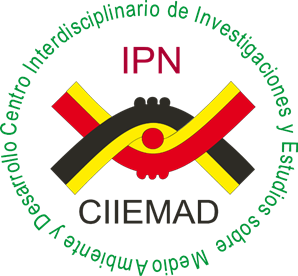 Centro Interdisciplinario de Investigaciones y Estudios sobre Medio Ambiente y Desarrollo
IPN
CIIEMAD